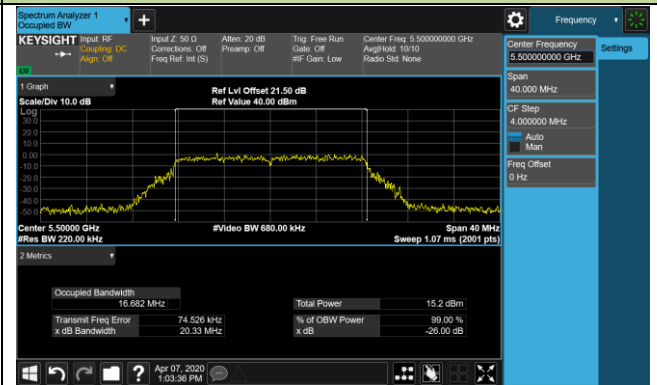 Spectrum Analyzer 1
Occupied BW
Frequency
KEYSIGHT
Input: RF
Coupling: DC
Align: Off
Input Z: 50 Ω
Corrections: Off
Freq Ref: Int (S)
Atten: 20 dB
Preamp: Off
Trig: Free Run
Gate: Off
#IF Gain: Low
Center Freq: 5.500000000 GHz
Avg|Hold: 10/10
Radio Std: None
1 Graph
Scale/Div 10.0 dB
Ref Lvl Offset 21.50 dB
Ref Value 40.00 dBm
Log
30.0
20.0
10.0
0.00
-10.0
-20.0
-30.0
-40.0
-50.0
Center 5.50000 GHz
#Res BW 220.00 kHz
#Video BW 680.00 kHz
Span 40 MHz
Sweep 1.07 ms (2001 pts)
2 Metrics
Occupied Bandwidth
16.682 MHz
Transmit Freq Error 74.526 kHz
x dB Bandwidth 20.33 MHz
Total Power 15.2 dBm
% of OBW Power 99.00 %
x dB -26.00 dB
Center Frequency
5.500000000 GHz
Settings
Span
40.000 MHz
CF Step
4.000000 MHz
Auto
Man
Freq Offset
0 Hz
Apr 07, 2020
1:03:36 PM